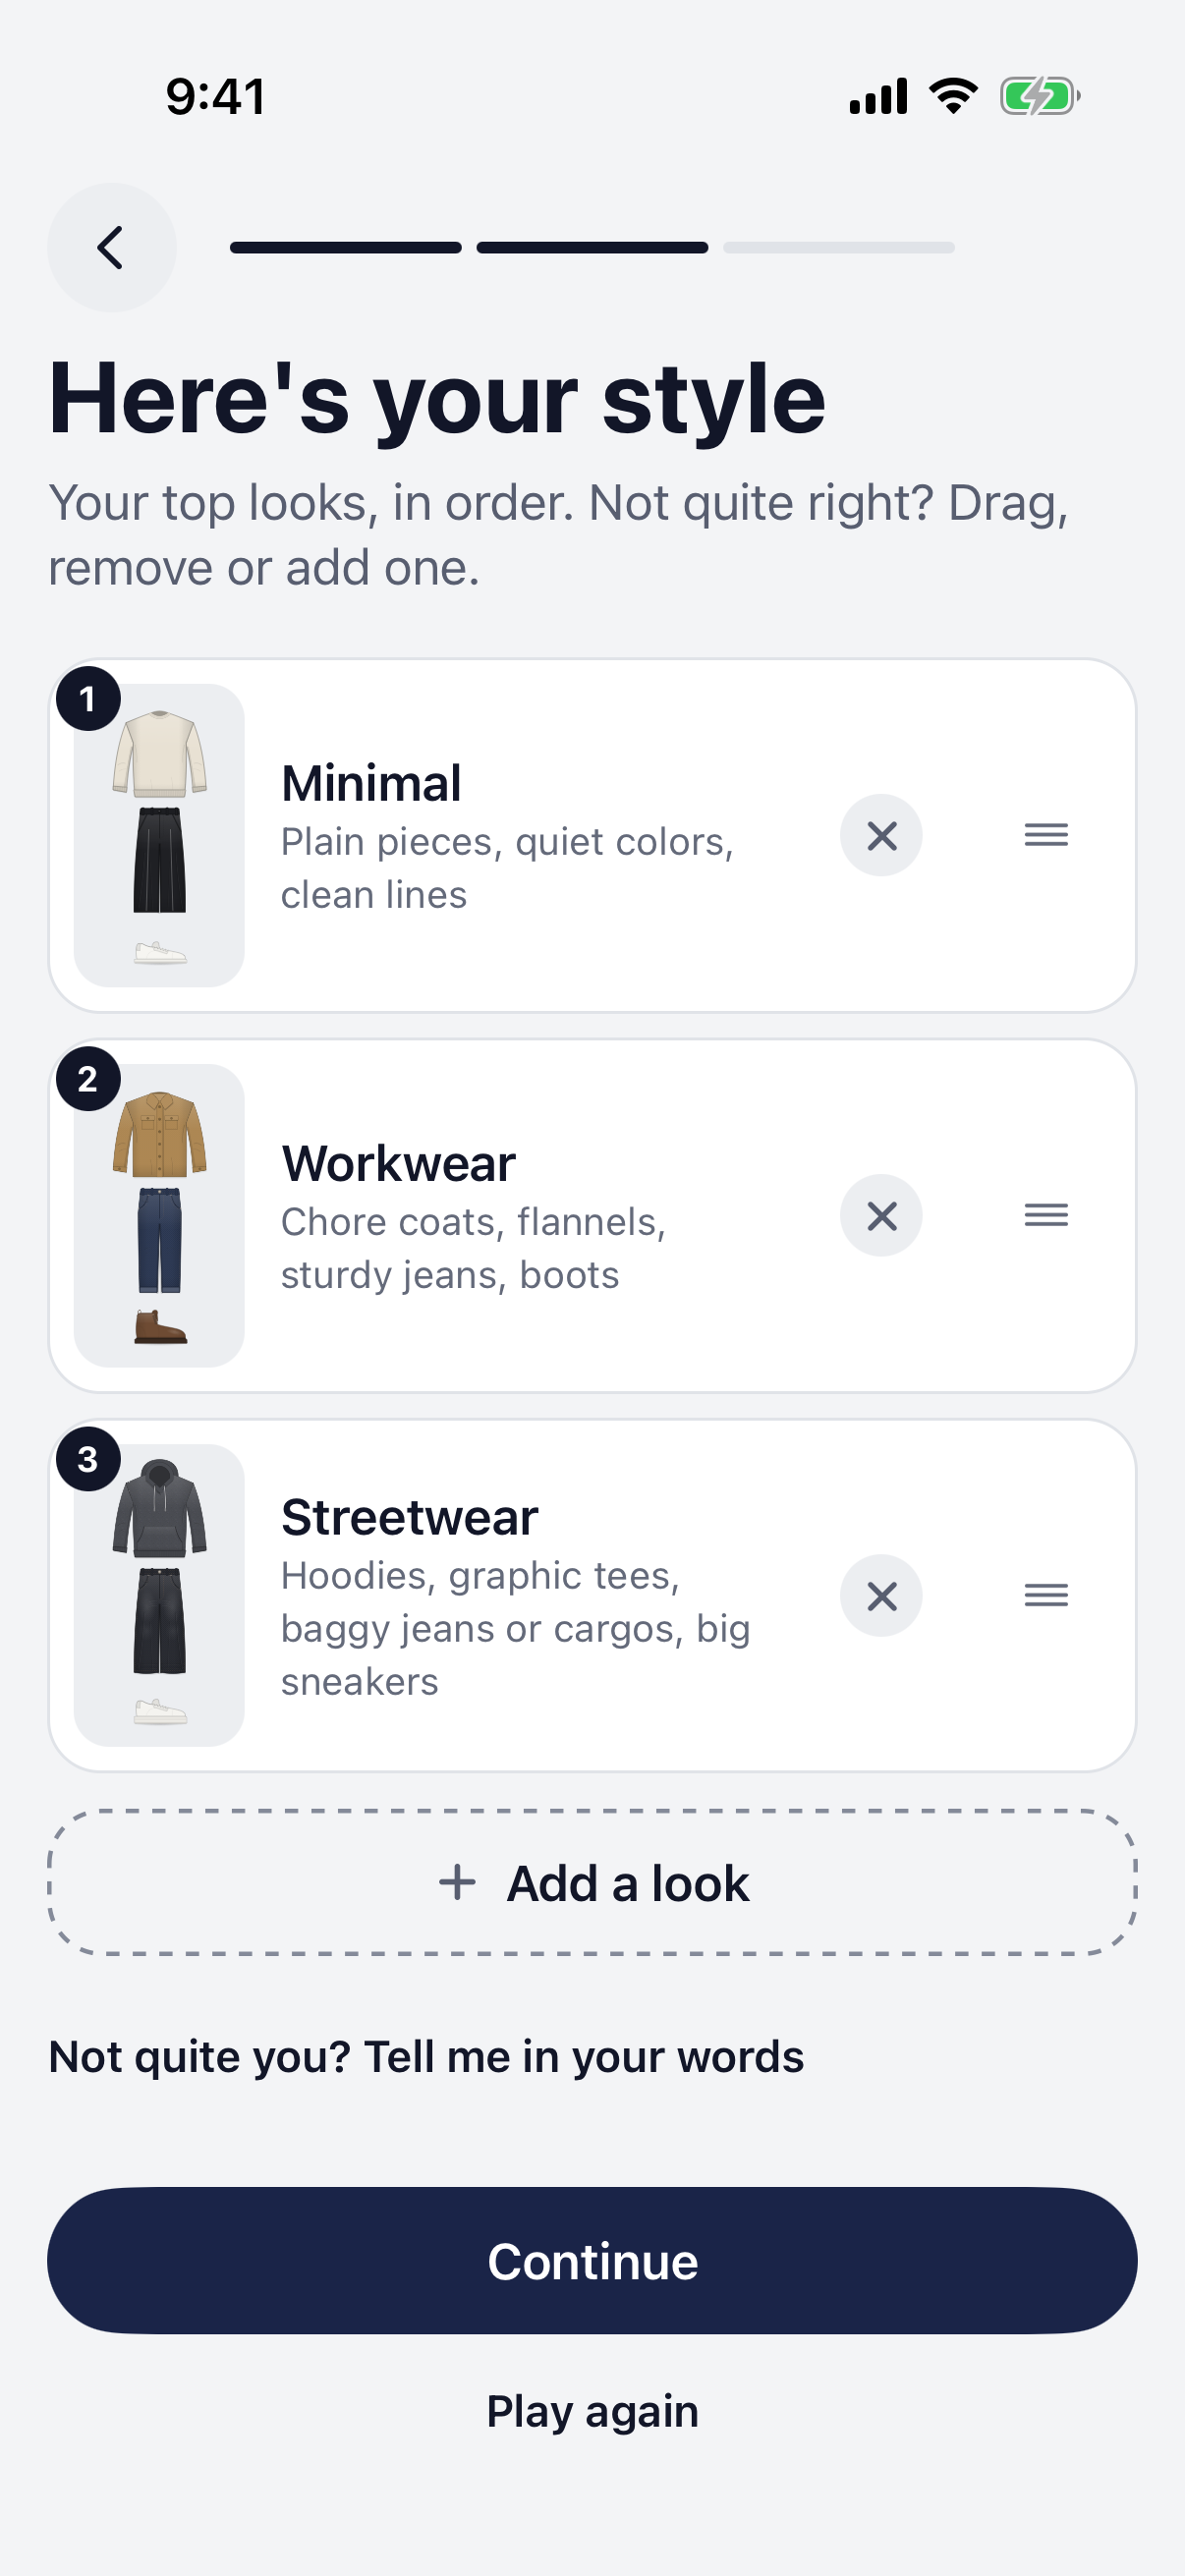 9:41
Here's your style
Your top looks, in order. Not quite right? Drag,
remove or add one.
1
Minimal
Plain pieces, quiet colors,
clean lines
2
Workwear
Chore coats, flannels,
sturdy jeans, boots
3
Streetwear
Hoodies, graphic tees,
baggy jeans or cargos, big
sneakers
Add a look
Not quite you? Tell me in your words
Continue
Play again